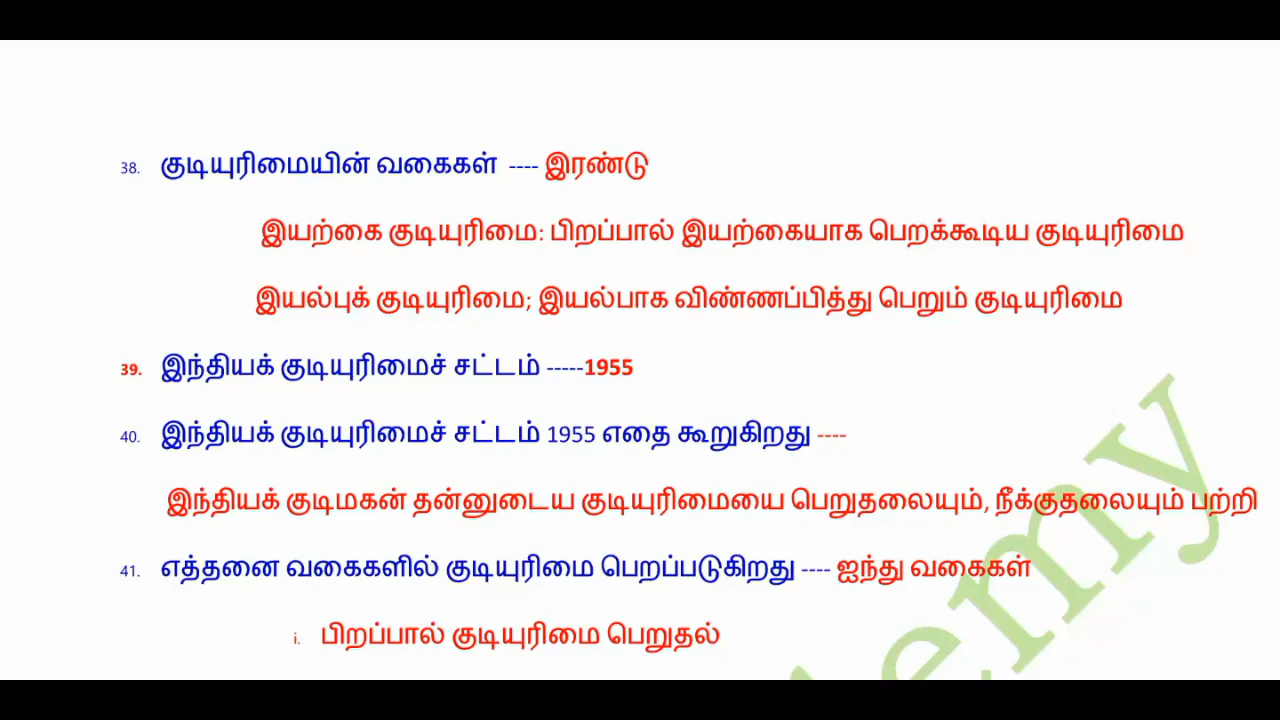 38. குடியுரிமையின் வகைகள் ---- இரண்டு
இயற்கை குடியுரிமை: பிறப்பால் இயற்கையாக பெறக்கூடிய குடியுரிமை
இயல்புக் குடியுரிமை; இயல்பாக விண்ணப்பித்து பெறும் குடியுரிமை
39. இந்தியக் குடியுரிமைச் சட்டம் -----1955
40. இந்தியக் குடியுரிமைச் சட்டம் 1955 எதை கூறுகிறது ----
இந்தியக் குடிமகன் தன்னுடைய குடியுரிமையை பெறுதலையும், நீக்குதலையும் பற்றி
41. எத்தனை வகைகளில் குடியுரிமை பெறப்படுகிறது ---- ஐந்து வகைகள்
i. பிறப்பால் குடியுரிமை பெறுதல்
emy